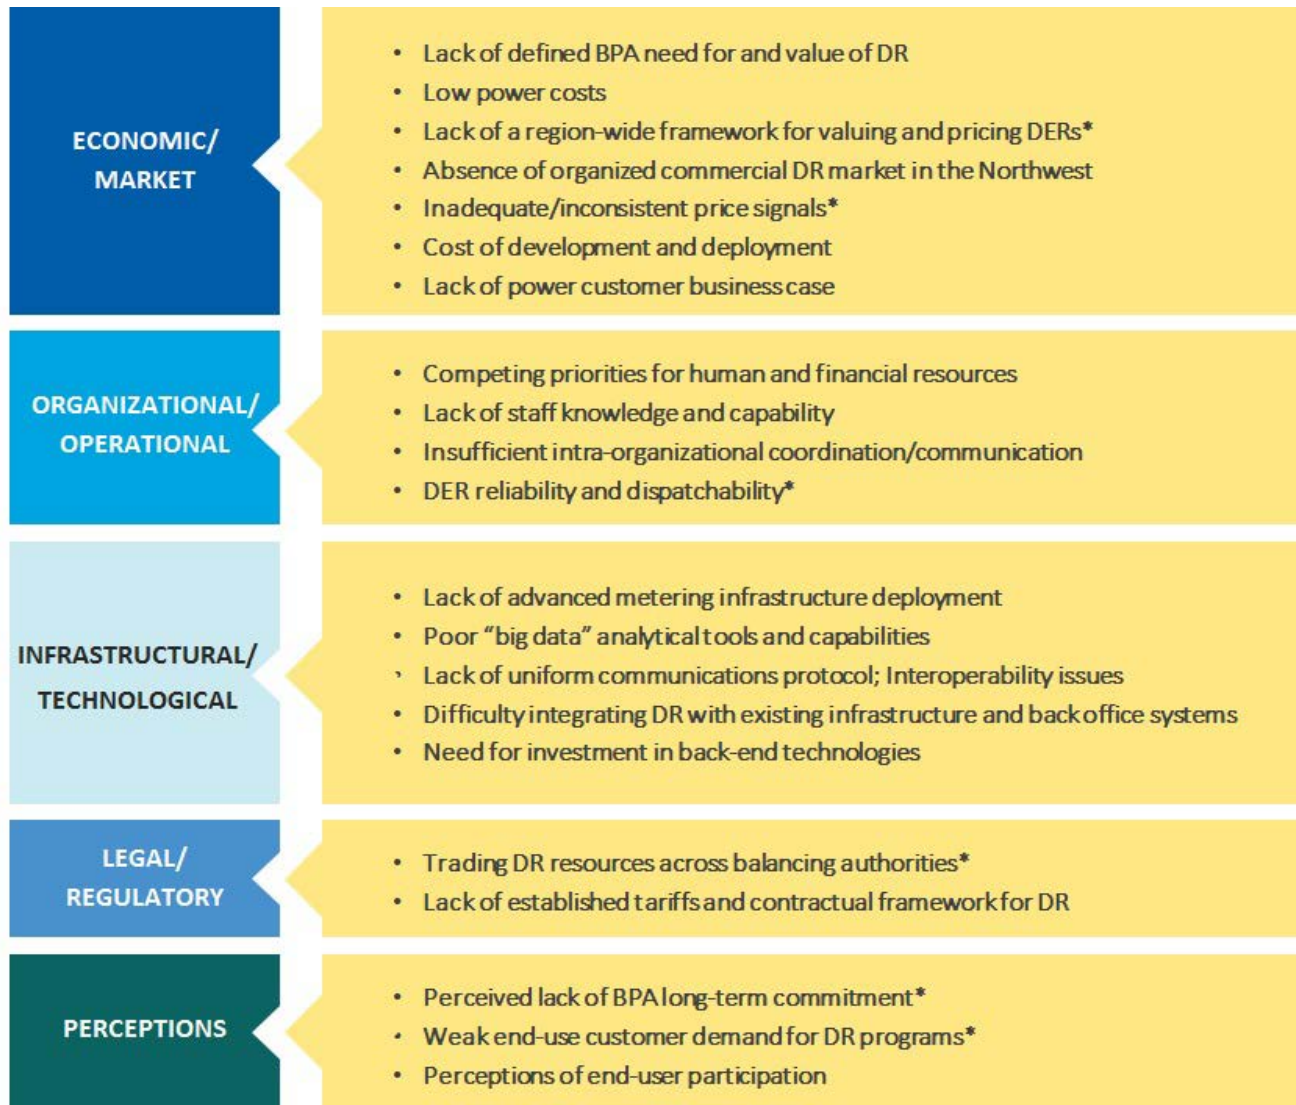 ECONOMIC/
MARKET
• Lack of defined BPA need for and value of DR
• Low power costs
• Lack of a region-wide framework for valuing and pricing DERs*
• Absence of organized commercial DR market in the Northwest
• Inadequate/inconsistent price signals*
• Cost of development and deployment
• Lack of power customer business case
ORGANIZATIONAL/
OPERATIONAL
• Competing priorities for human and financial resources
• Lack of staff knowledge and capability
• Insufficient intra-organizational coordination/communication
• DER reliability and dispatchability*
INFRASTRUCTURAL/
TECHNOLOGICAL
• Lack of advanced metering infrastructure deployment
• Poor “big data” analytical tools and capabilities
• Lack of uniform communications protocol; Interoperability issues
• Difficulty integrating DR with existing infrastructure and back office systems
• Need for investment in back-end technologies
LEGAL/
REGULATORY
• Trading DR resources across balancing authorities*
• Lack of established tariffs and contractual framework for DR
PERCEPTIONS
• Perceived lack of BPA long-term commitment*
• Weak end-use customer demand for DR programs*
• Perceptions of end-user participation